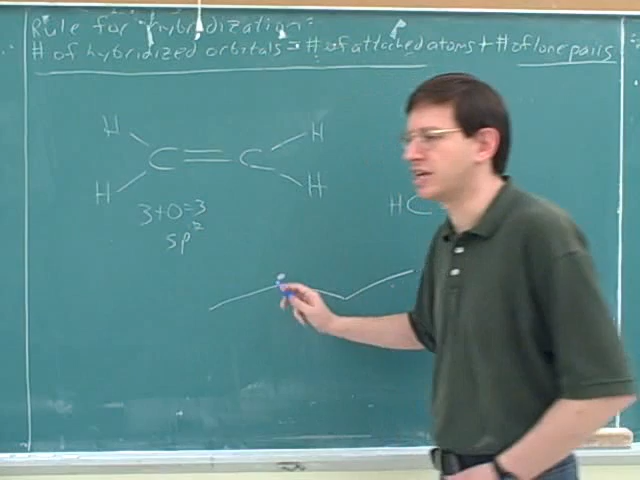 Rule for hybridization:
# of hybridized orbitals = # of attached atoms + # of lone pairs
H H
C=C
H H
HC
3+0=3
sp²